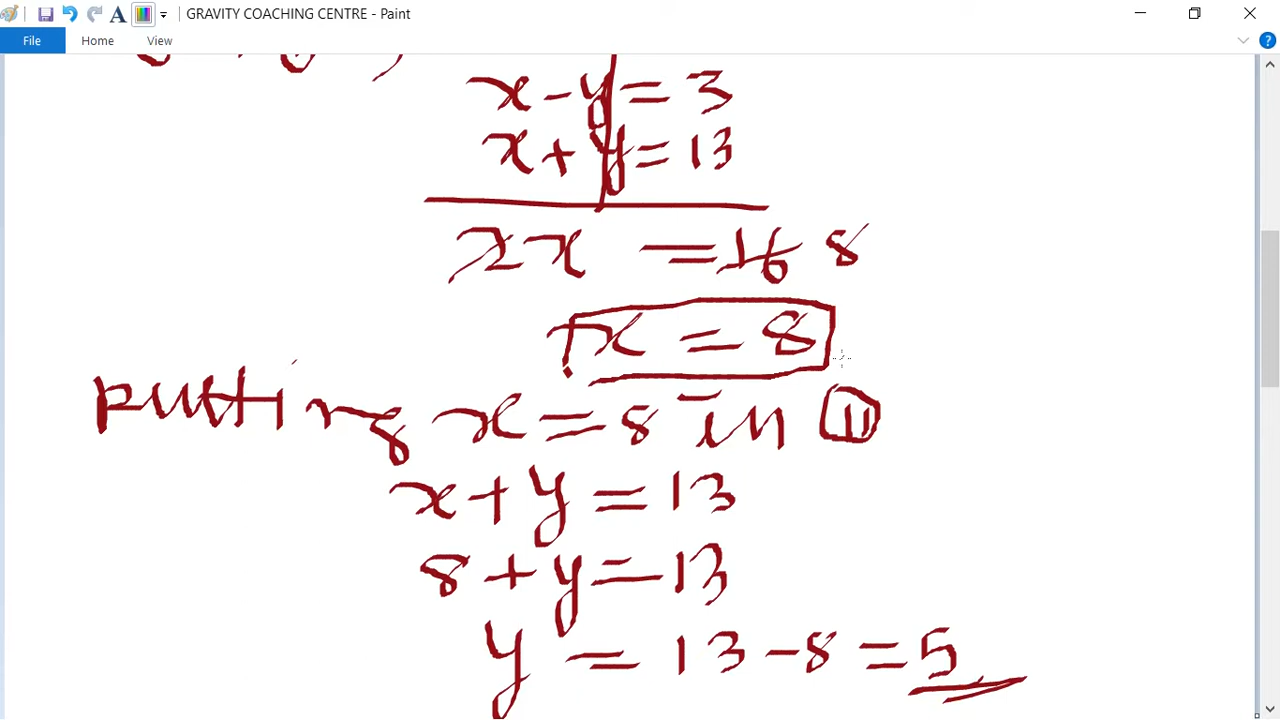 GRAVITY COACHING CENTRE - Paint
File Home View
x - y = 3
x + y = 13
2x = 16 8
x = 8
putting x = 8 in (11)
x + y = 13
8 + y = 13
y = 13 - 8 = 5